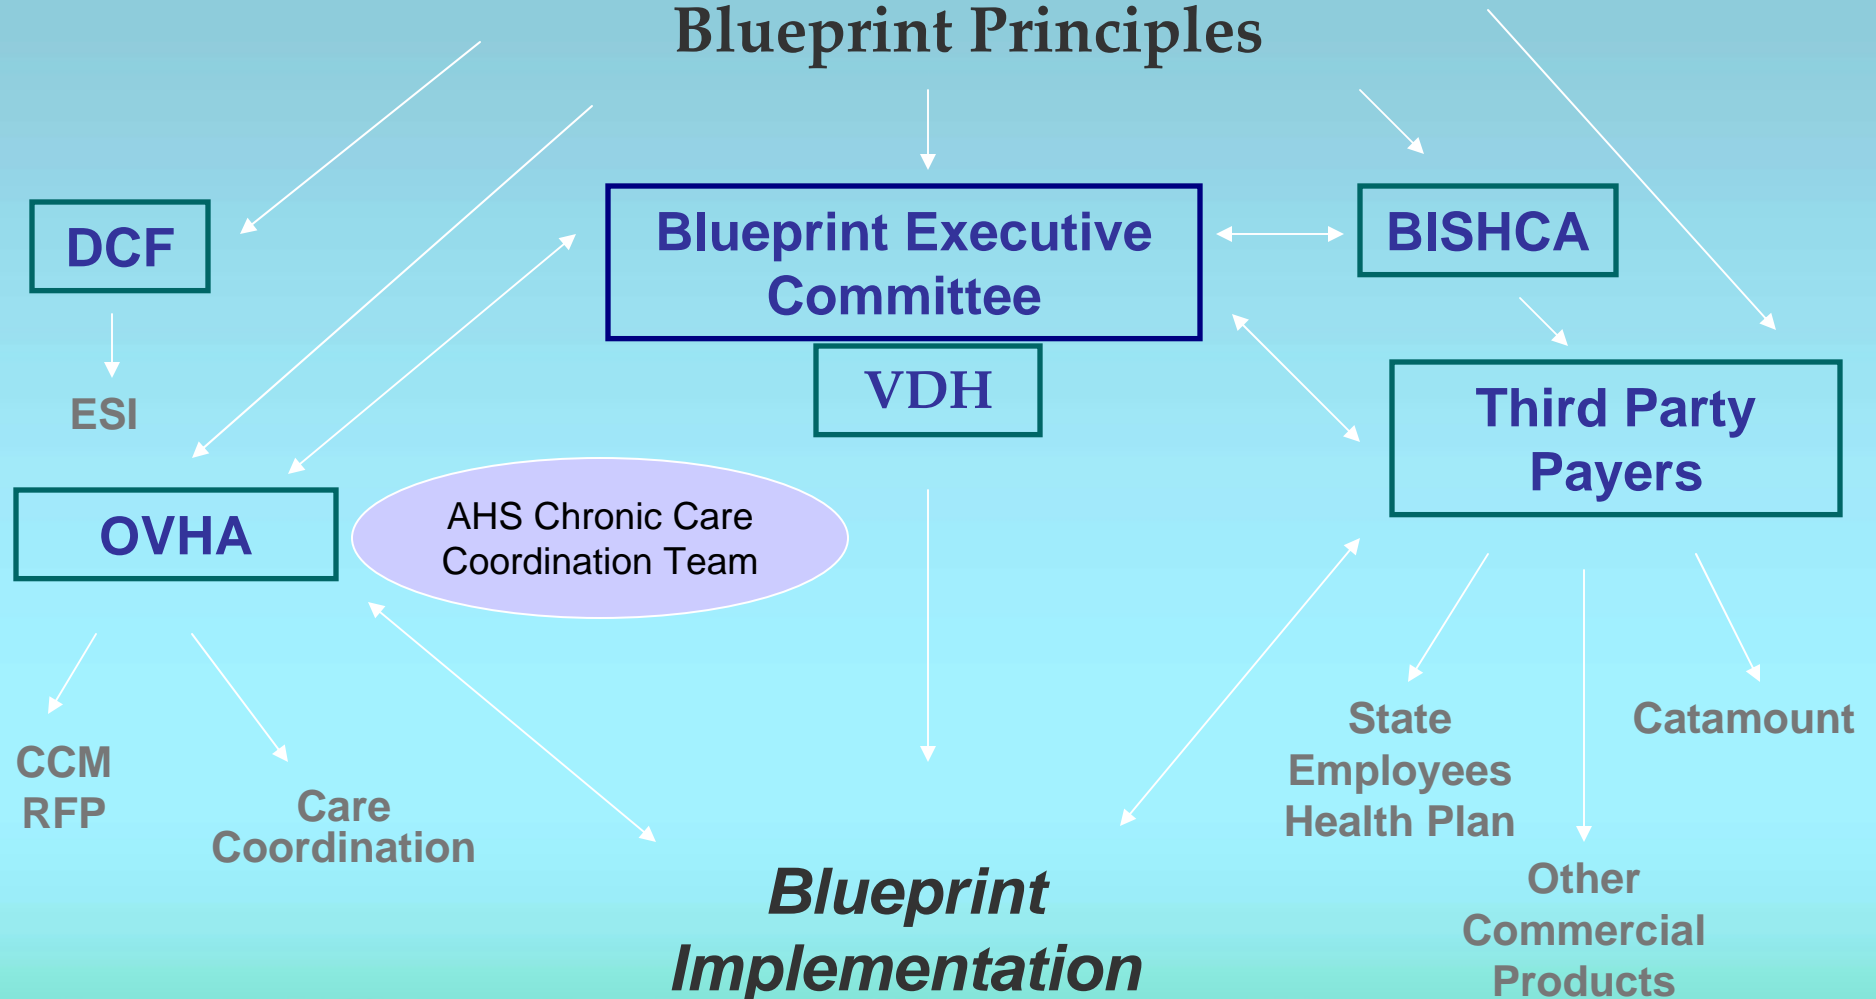 Blueprint Principles
DCF
Blueprint Executive
Committee
BISHCA
VDH
ESI
Third Party
Payers
OVHA
AHS Chronic Care
Coordination Team
CCM
RFP
Care
Coordination
State
Employees
Health Plan
Catamount
Other
Commercial
Products
Blueprint
Implementation